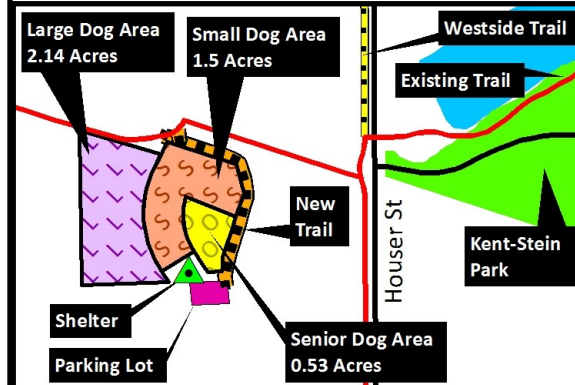 Large Dog Area
2.14 Acres
Small Dog Area
1.5 Acres
Westside Trail
Existing Trail
New
Trail
Houser St
Kent-Stein
Park
Shelter
Parking Lot
Senior Dog Area
0.53 Acres